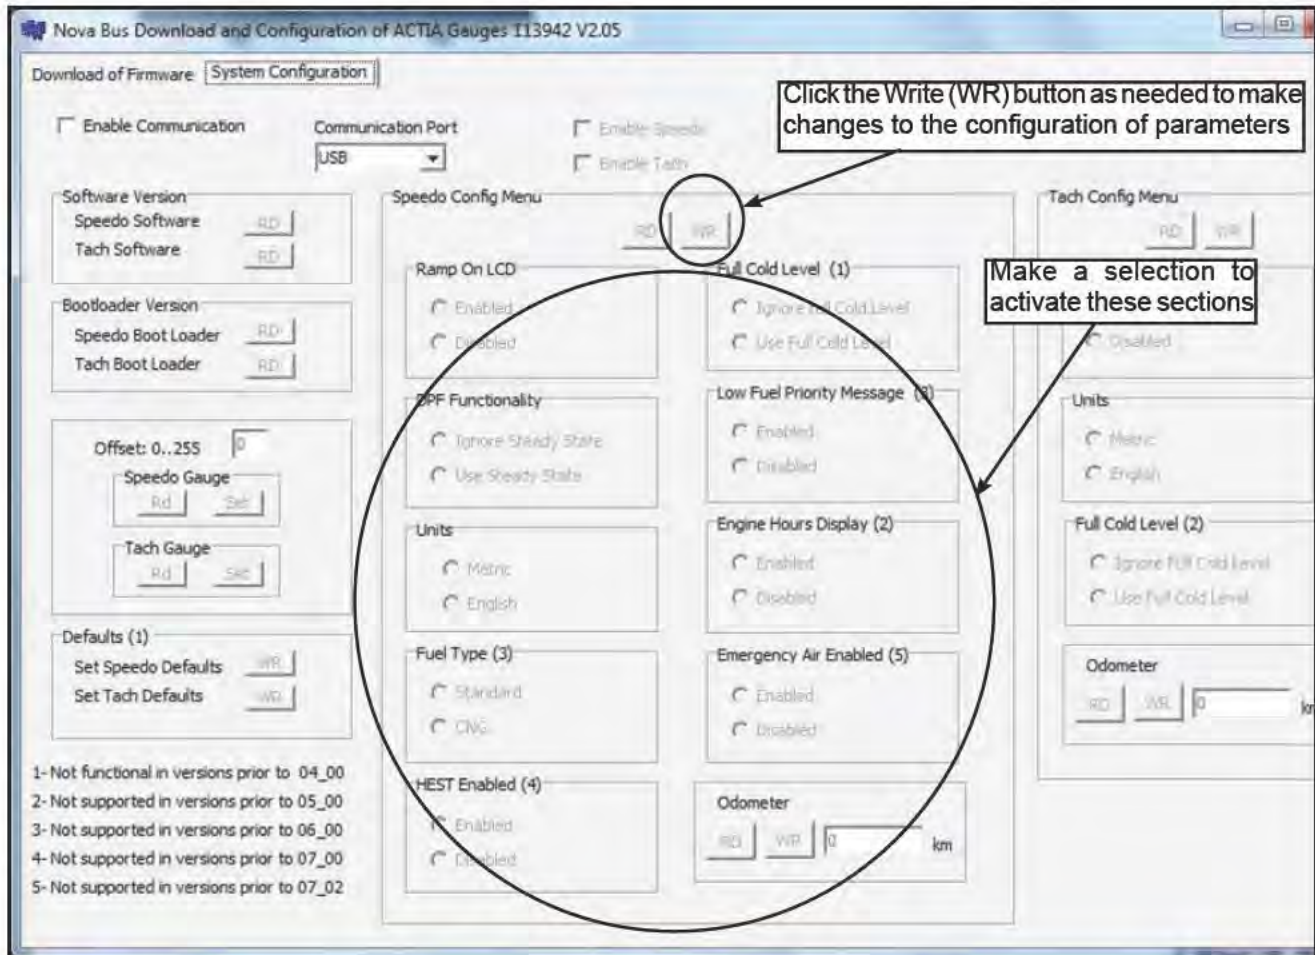 Nova Bus Download and Configuration of ACTIA Gauges 113942 V2.05
Download of Firmware System Configuration
Click the Write (WR) button as needed to make
changes to the configuration of parameters
Enable Communication
Communication Port
USB
Enable Speedo
Enable Tach
Software Version
Speedo Software RD
Tach Software RD
Bootloader Version
Speedo Boot Loader RD
Tach Boot Loader RD
Offset: 0..255 0
Speedo Gauge
Rd Set
Tach Gauge
Rd Set
Defaults (1)
Set Speedo Defaults WR
Set Tach Defaults WR
1- Not functional in versions prior to 04_00
2- Not supported in versions prior to 05_00
3- Not supported in versions prior to 06_00
4- Not supported in versions prior to 07_00
5- Not supported in versions prior to 07_02
Speedo Config Menu
RD WR
Ramp On LCD
Enabled
Disabled
DPF Functionality
Ignore Steady State
Use Steady State
Units
Metric
English
Fuel Type (3)
Standard
CNG
HEST Enabled (4)
Enabled
Disabled
Full Cold Level (1)
Ignore Full Cold Level
Use Full Cold Level
Low Fuel Priority Message (3)
Enabled
Disabled
Engine Hours Display (2)
Enabled
Disabled
Emergency Air Enabled (5)
Enabled
Disabled
Odometer
RD WR 0 km
Tach Config Menu
RD WR
Make a selection to
activate these sections
Disabled
Units
Metric
English
Full Cold Level (2)
Ignore Full Cold Level
Use Full Cold Level
Odometer
RD WR 0